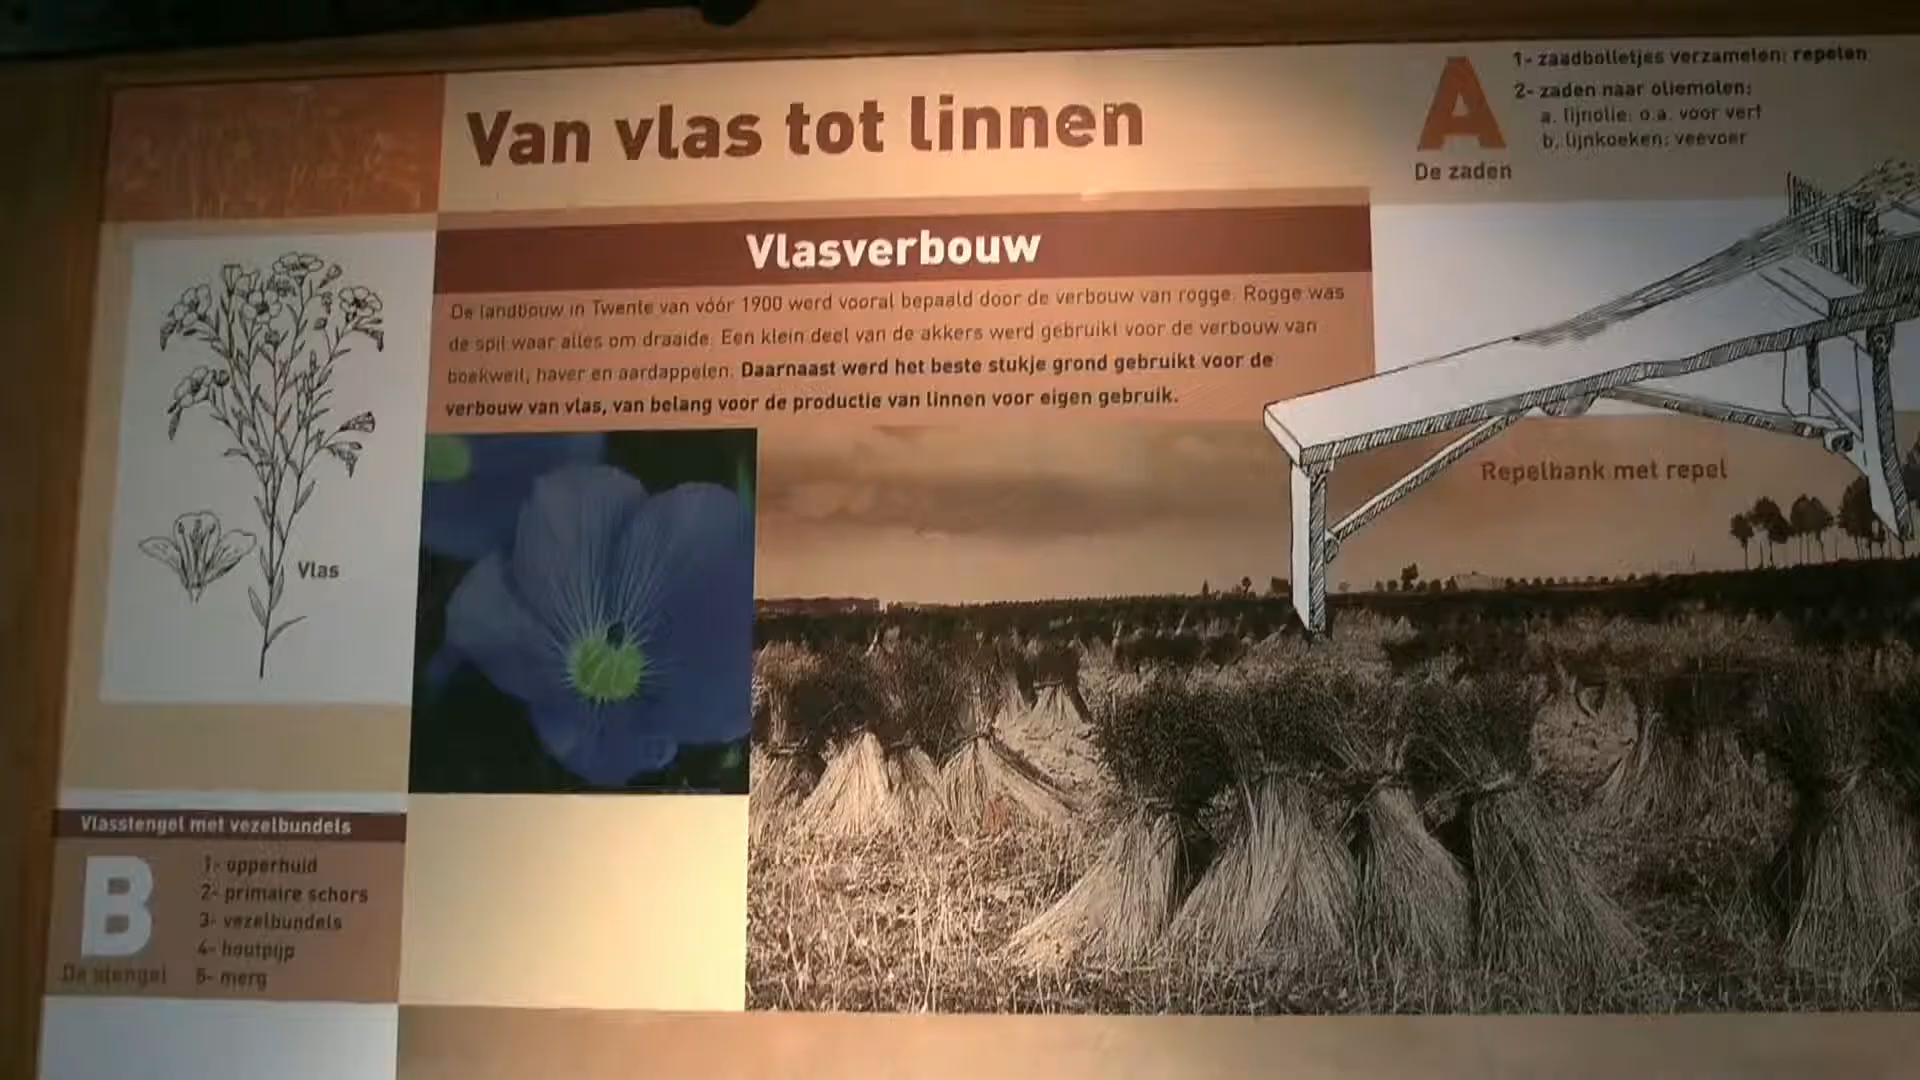 Van vlas tot linnen
Vlasverbouw
De landbouw in Twente van vóór 1900 werd vooral bepaald door de verbouw van rogge. Rogge was
de spil waar alles om draaide. Een klein deel van de akkers werd gebruikt voor de verbouw van
boekweit, haver en aardappelen. Daarnaast werd het beste stukje grond gebruikt voor de
verbouw van vlas, van belang voor de productie van linnen voor eigen gebruik.
A
De zaden
1- zaadbolletjes verzamelen: repelen
2- zaden naar oliemolen:
a. lijnolie: o.a. voor verf
b. lijnkoeken: veevoer
Repelbank met repel
Vlas
Vlasstengel met vezelbundels
B
De stengel
1- opperhuid
2- primaire schors
3- vezelbundels
4- houtpijp
5- merg